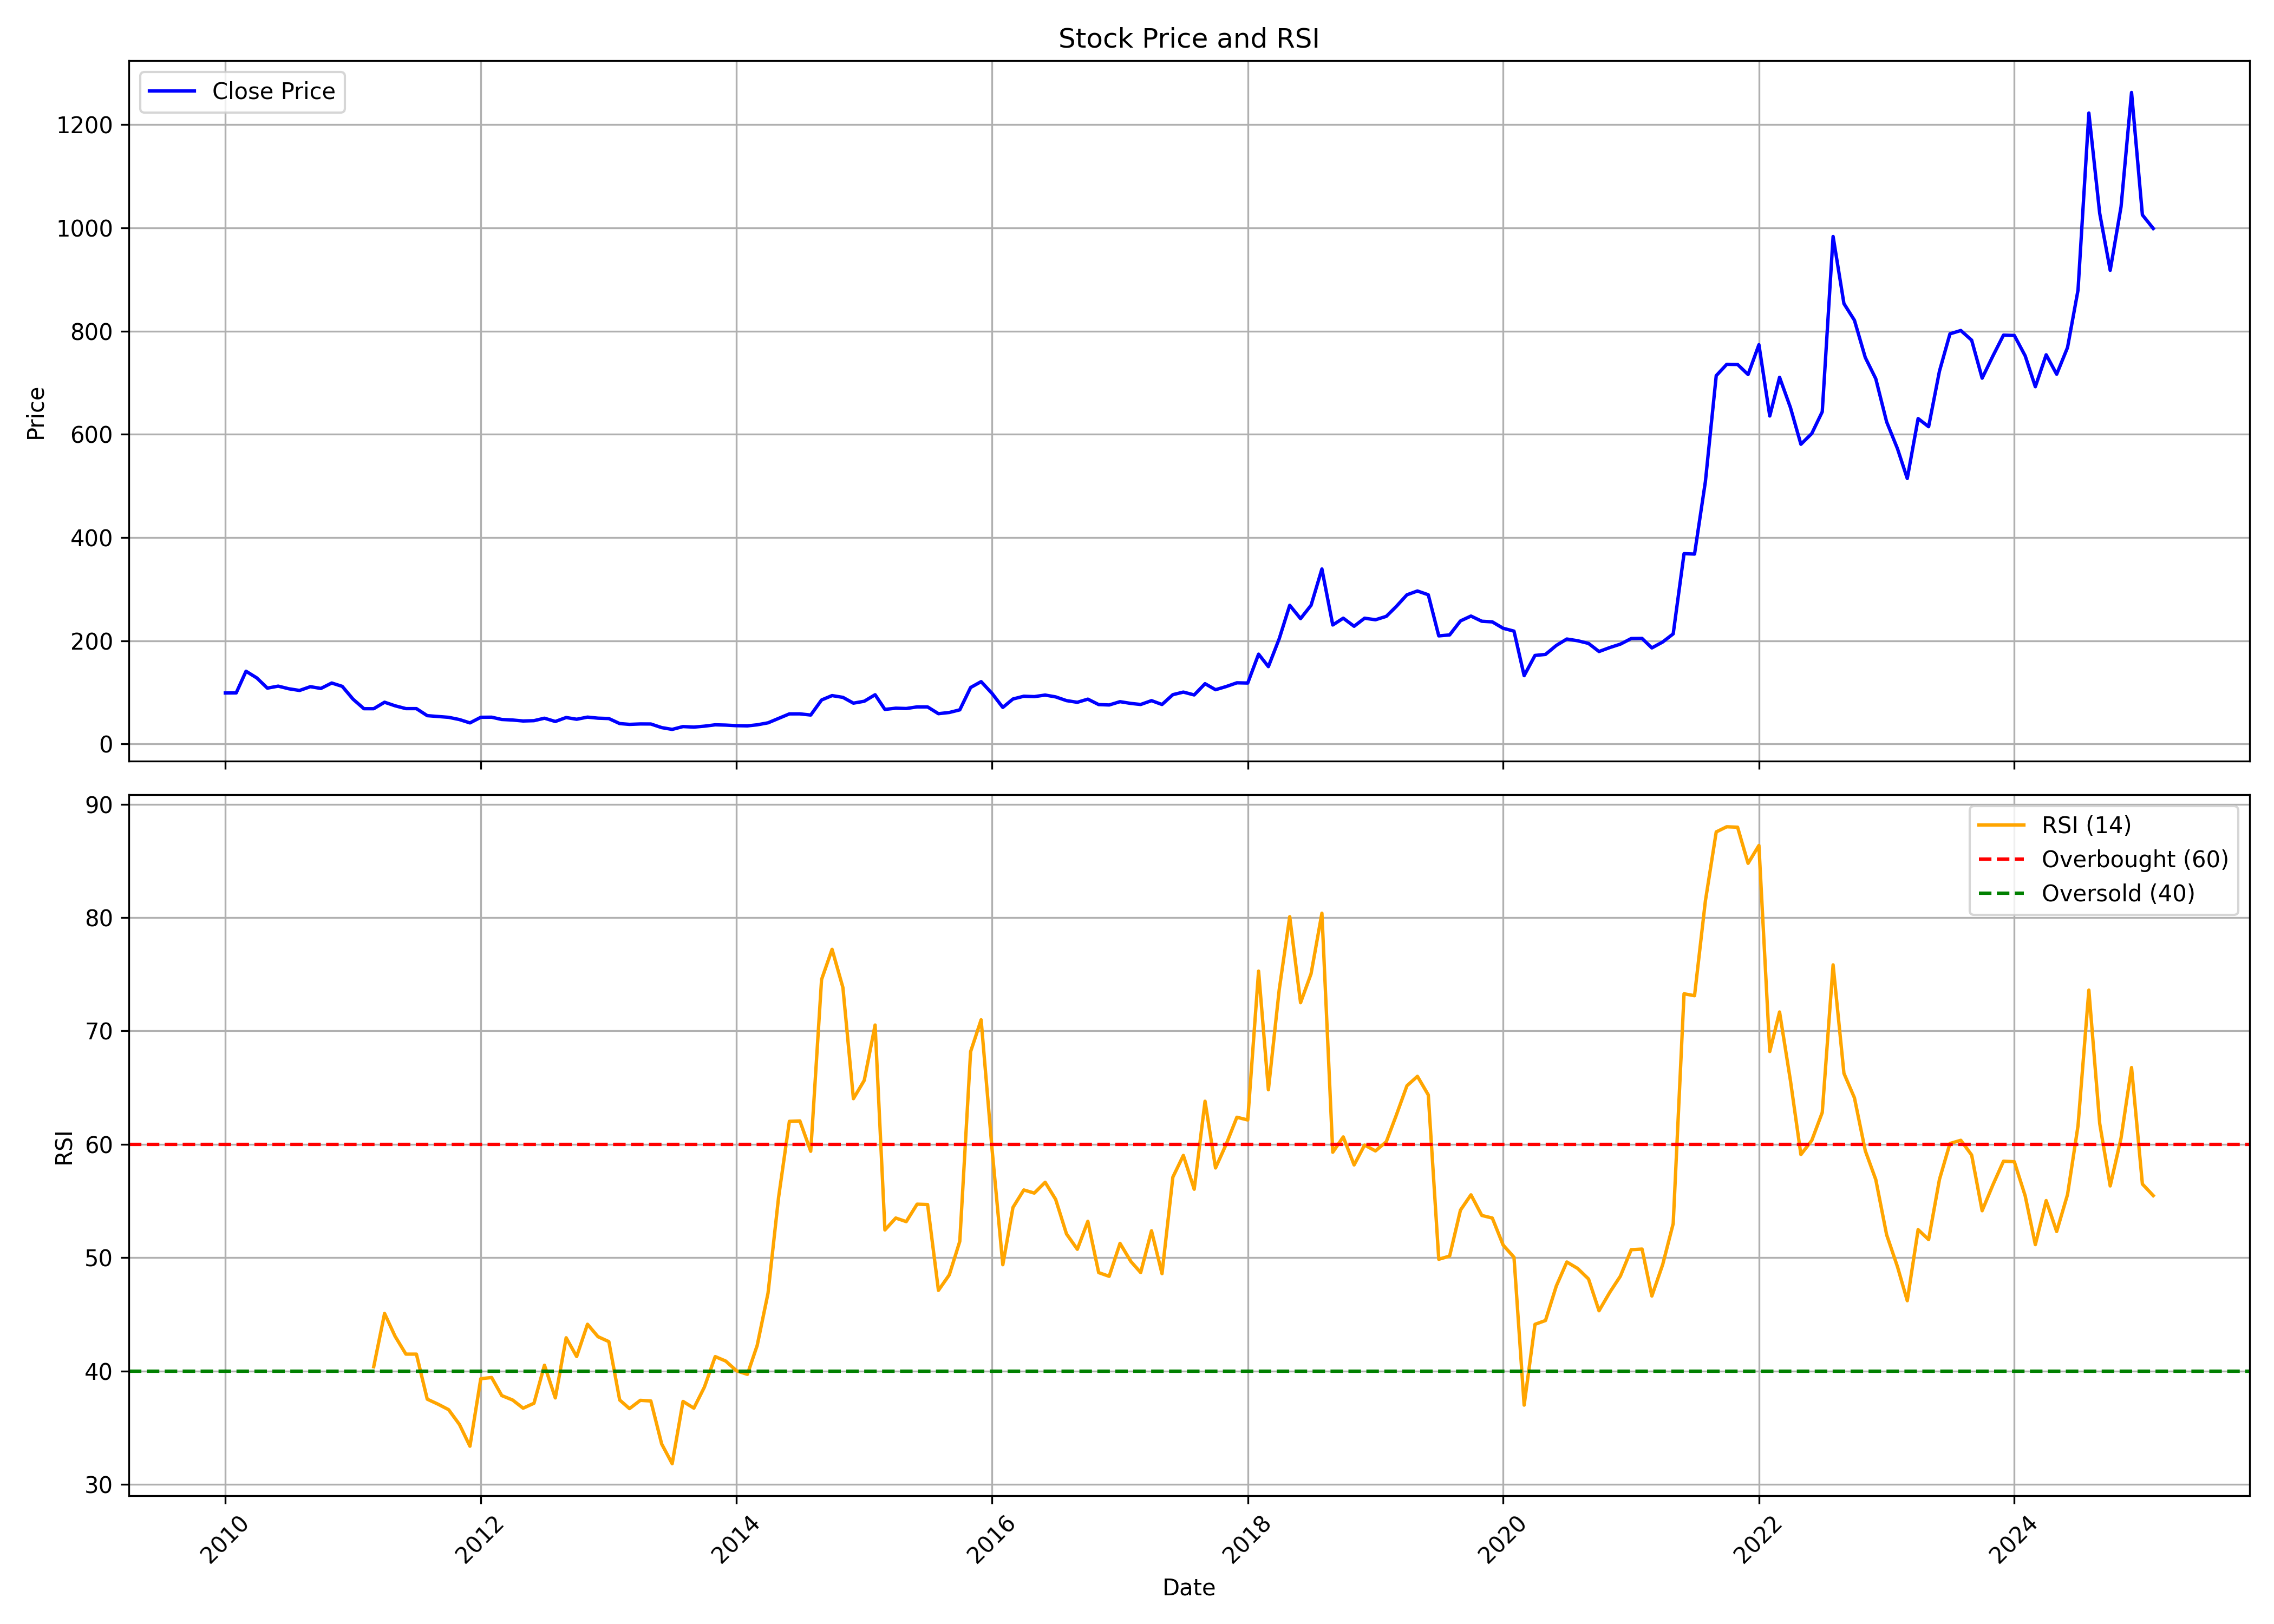 Stock Price and RSI
Close Price
1200
1000
800
600
400
200
0
Price
90
80
70
60
50
40
30
RSI
RSI (14)
Overbought (60)
Oversold (40)
2010
2012
2014
2016
2018
2020
2022
2024
Date